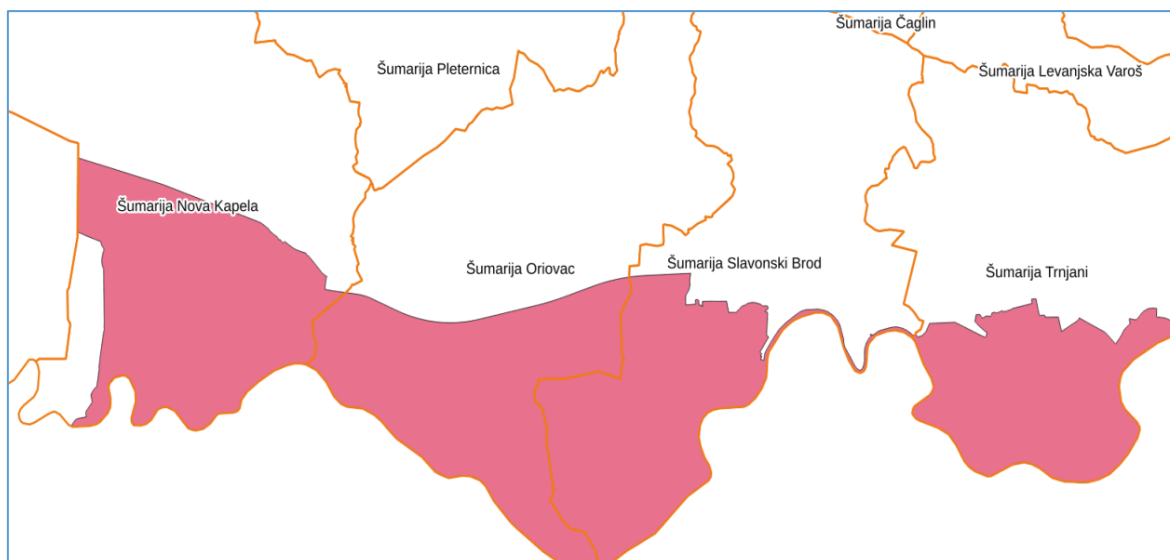 Šumarija Čaglin
Šumarija Pleternica
Šumarija Levanjska Varoš
Šumarija Nova Kapela
Šumarija Oriovac
Šumarija Slavonski Brod
Šumarija Trnjani